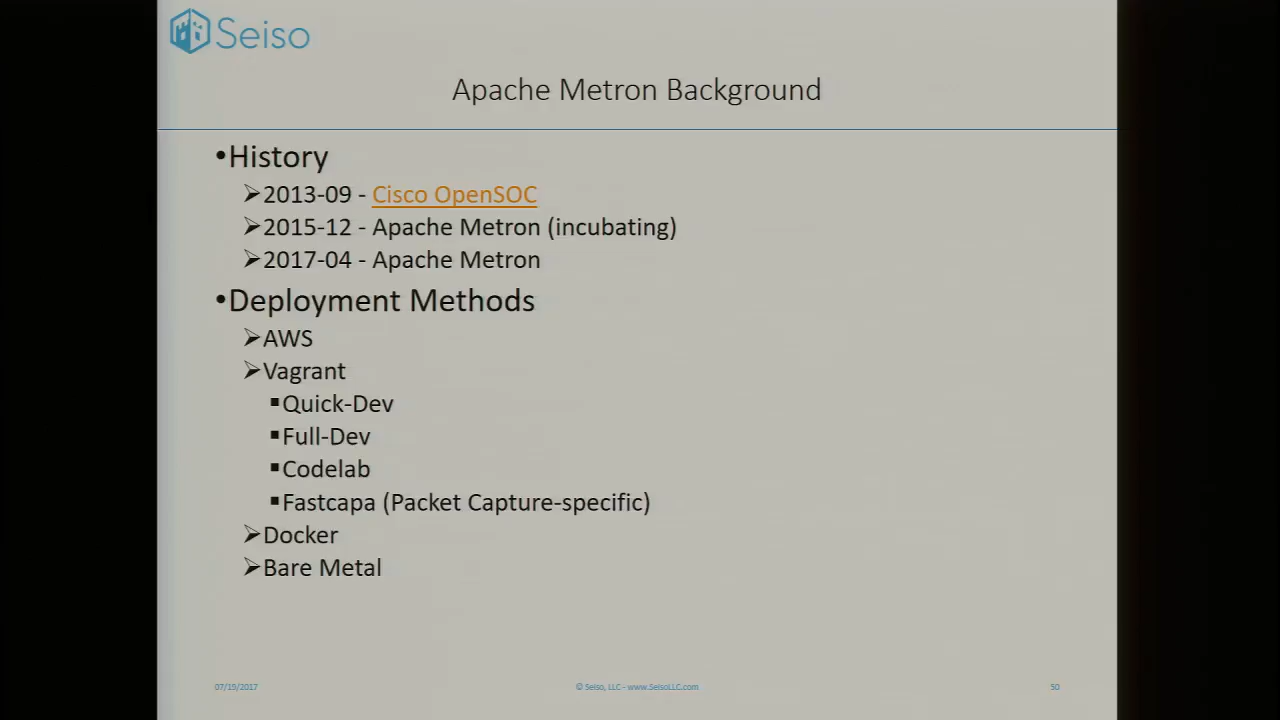 Seiso
Apache Metron Background
•History
➢2013-09 - Cisco OpenSOC
➢2015-12 - Apache Metron (incubating)
➢2017-04 - Apache Metron
•Deployment Methods
➢AWS
➢Vagrant
▪Quick-Dev
▪Full-Dev
▪Codelab
▪Fastcapa (Packet Capture-specific)
➢Docker
➢Bare Metal
07/19/2017
© Seiso, LLC - www.SeisoLLC.com
50